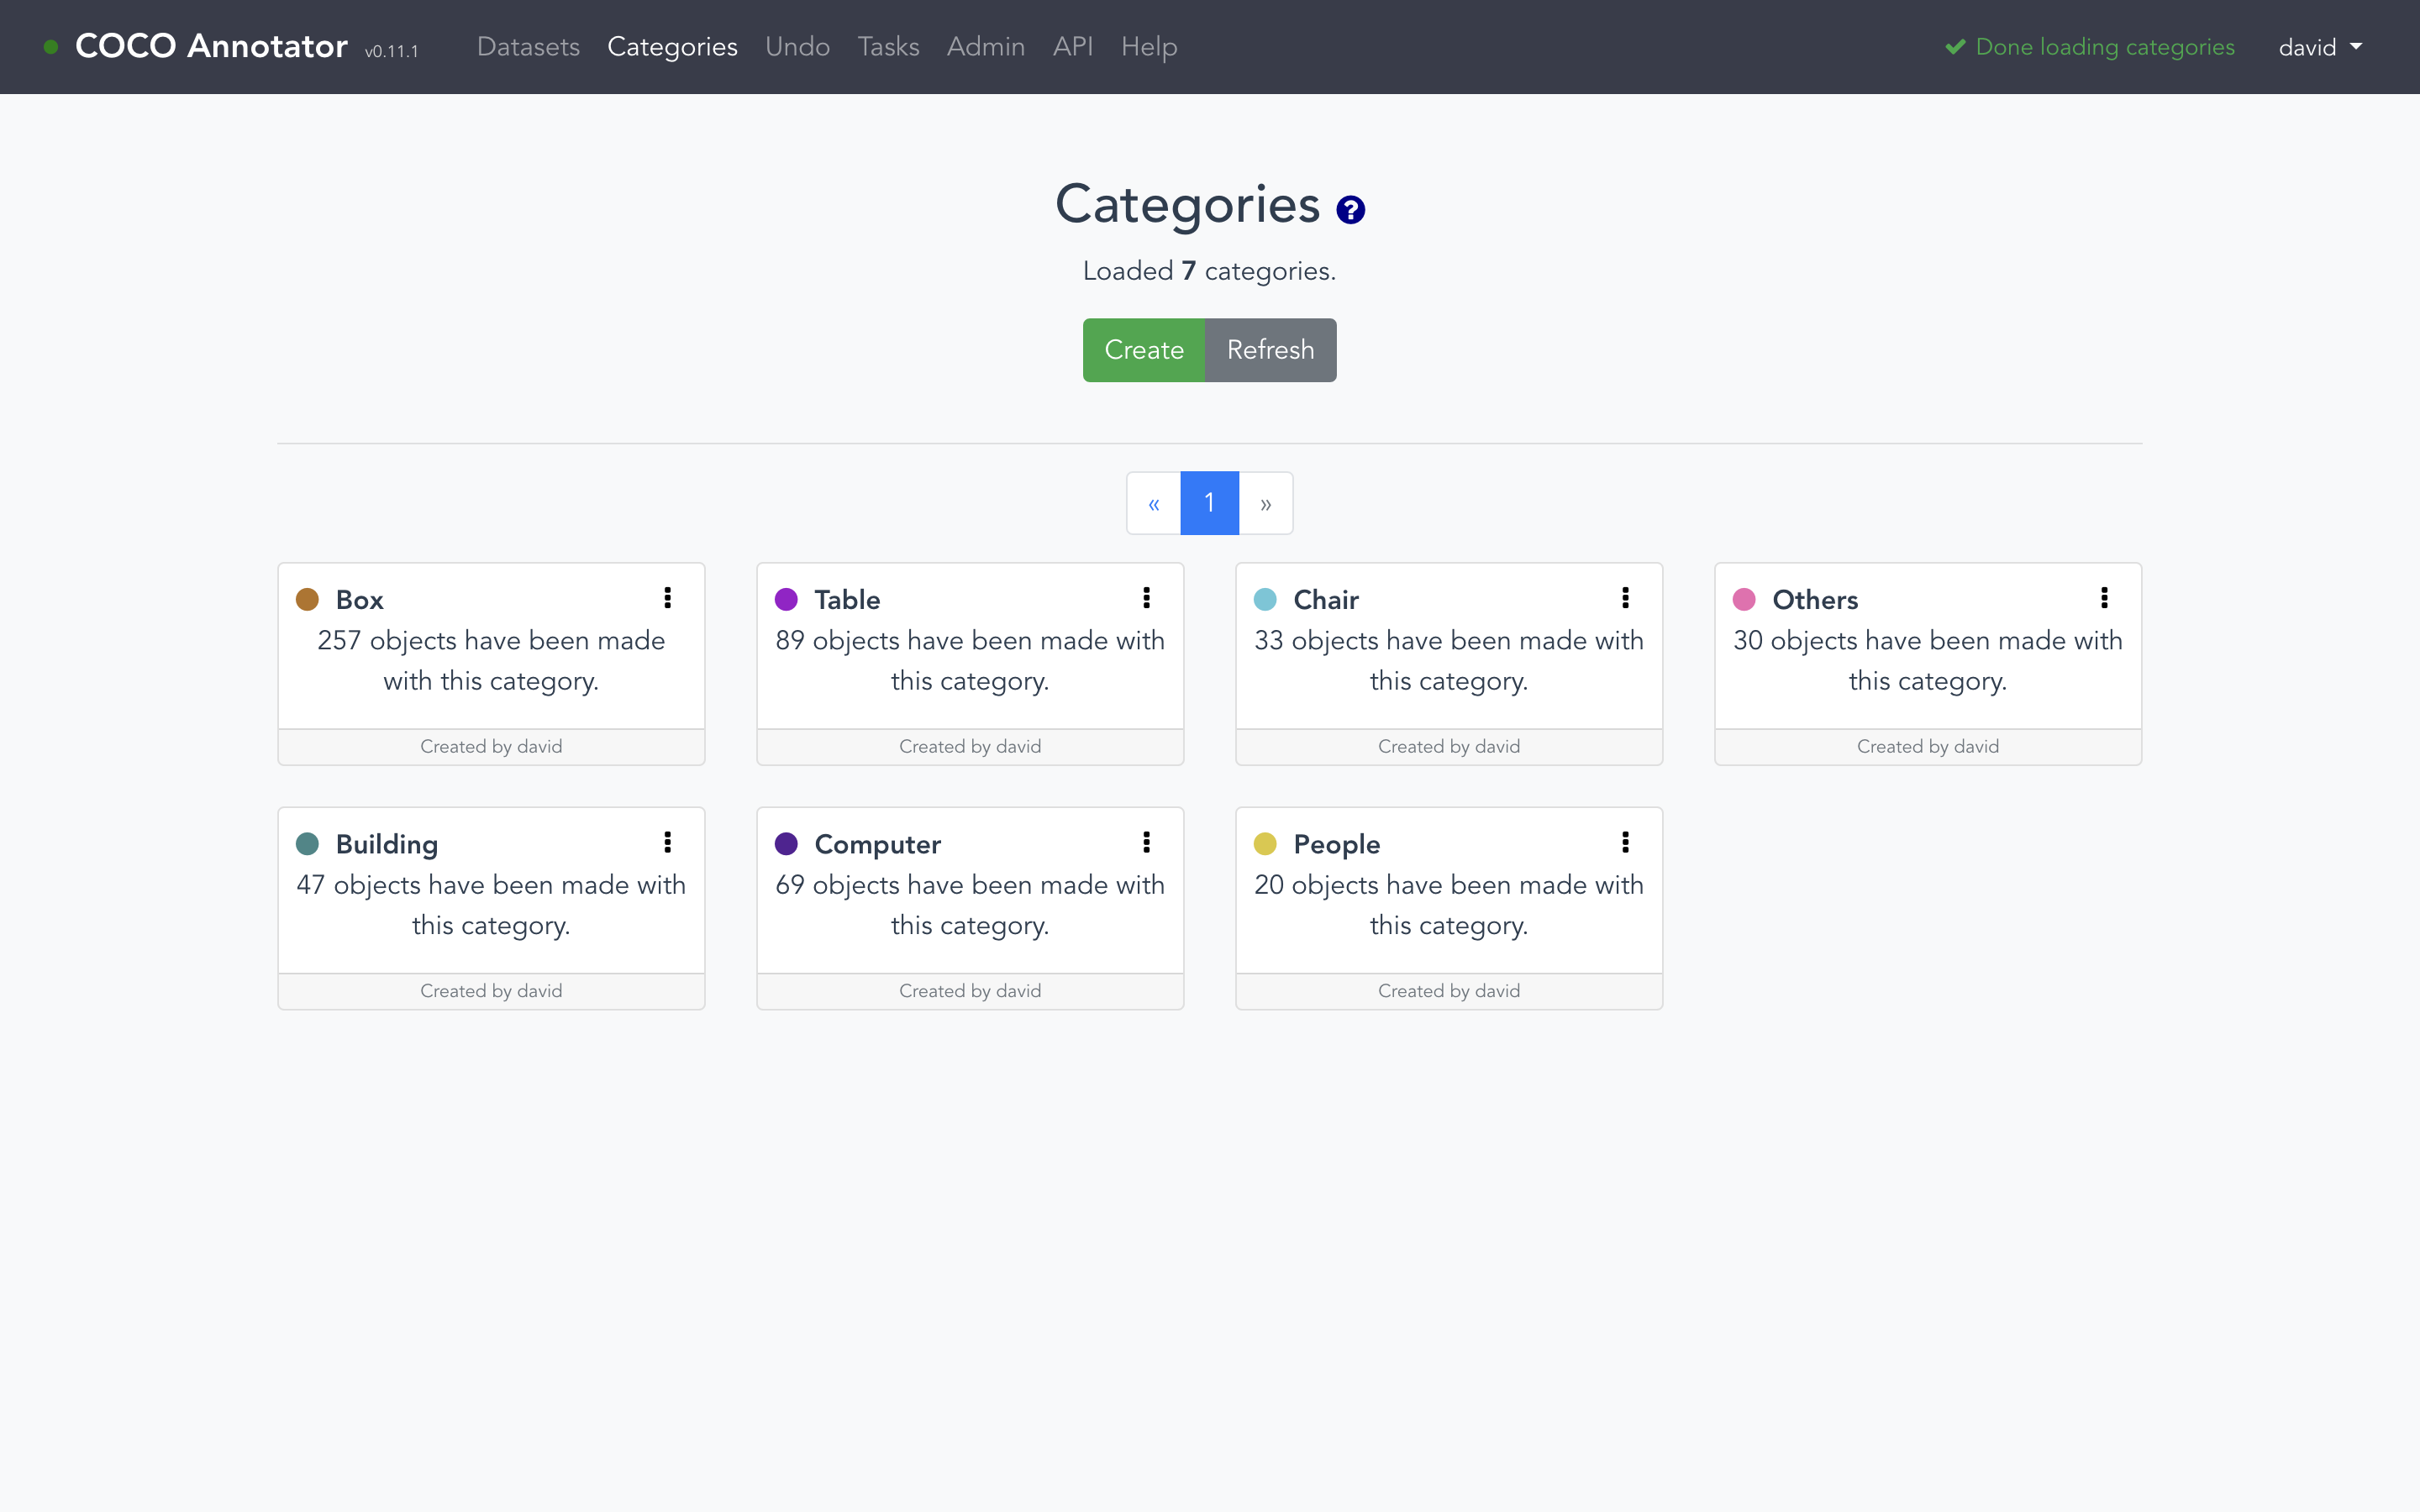 COCO Annotator v0.11.1 Datasets Categories Undo Tasks Admin API Help Done loading categories david
Categories ?
Loaded 7 categories.
Create Refresh
« 1 »
Box
257 objects have been made
with this category.
Created by david
Table
89 objects have been made with
this category.
Created by david
Chair
33 objects have been made with
this category.
Created by david
Others
30 objects have been made with
this category.
Created by david
Building
47 objects have been made with
this category.
Created by david
Computer
69 objects have been made with
this category.
Created by david
People
20 objects have been made with
this category.
Created by david